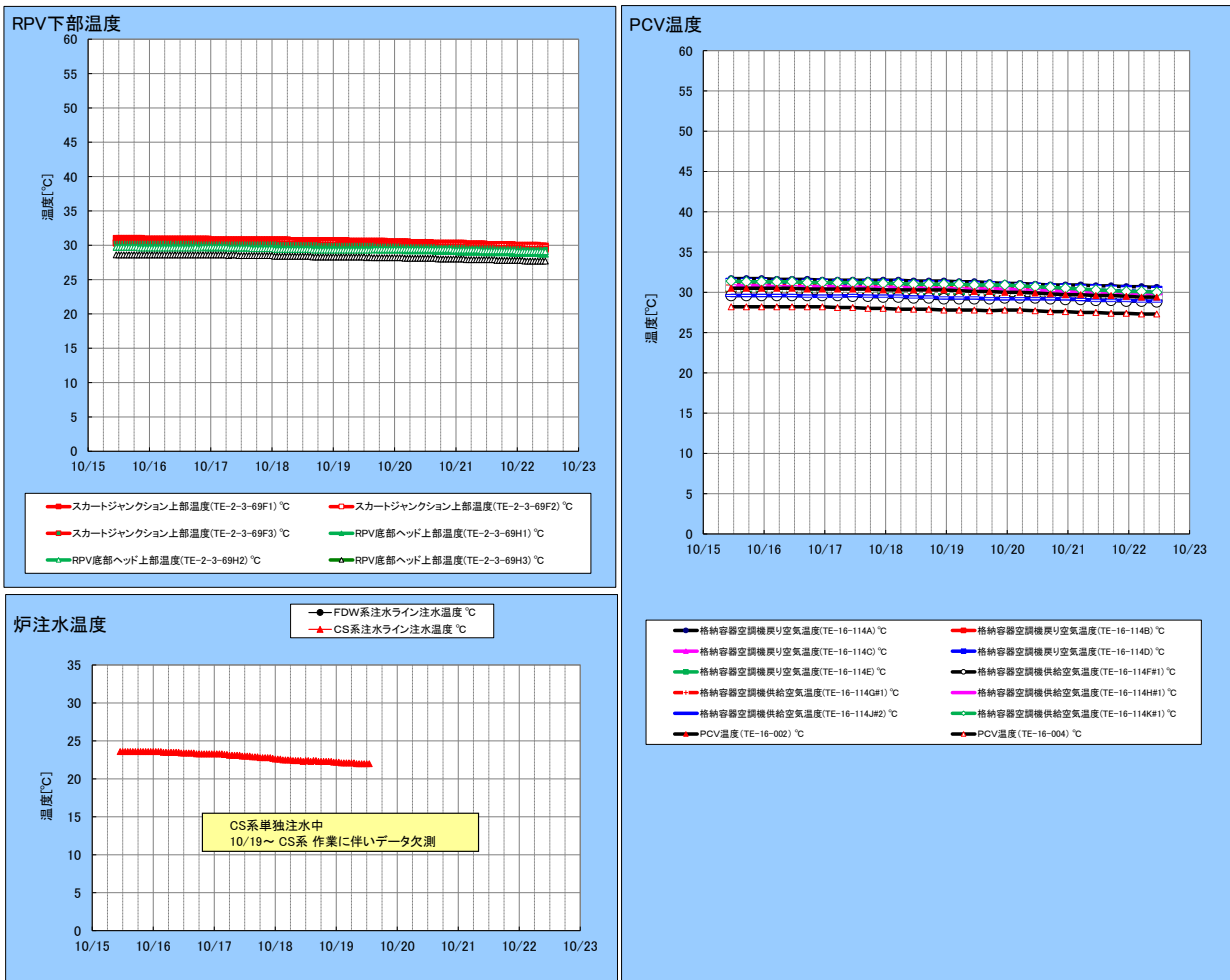 RPV下部温度
60
55
50
45
40
35
30
25
20
15
10
5
0
温度[℃]
10/15 10/16 10/17 10/18 10/19 10/20 10/21 10/22 10/23
スカートジャンクション上部温度(TE-2-3-69F1) ℃ スカートジャンクション上部温度(TE-2-3-69F2) ℃
スカートジャンクション上部温度(TE-2-3-69F3) ℃ RPV底部ヘッド上部温度(TE-2-3-69H1) ℃
RPV底部ヘッド上部温度(TE-2-3-69H2) ℃ RPV底部ヘッド上部温度(TE-2-3-69H3) ℃
炉注水温度
FDW系注水ライン注水温度 ℃
CS系注水ライン注水温度 ℃
35
30
25
20
15
10
5
0
温度[℃]
CS系単独注水中
10/19～ CS系 作業に伴いデータ欠測
10/15 10/16 10/17 10/18 10/19 10/20 10/21 10/22 10/23
PCV温度
60
55
50
45
40
35
30
25
20
15
10
5
0
温度[℃]
10/15 10/16 10/17 10/18 10/19 10/20 10/21 10/22 10/23
格納容器空調機戻り空気温度(TE-16-114A) ℃ 格納容器空調機戻り空気温度(TE-16-114B) ℃
格納容器空調機戻り空気温度(TE-16-114C) ℃ 格納容器空調機戻り空気温度(TE-16-114D) ℃
格納容器空調機戻り空気温度(TE-16-114E) ℃ 格納容器空調機供給空気温度(TE-16-114F#1) ℃
格納容器空調機供給空気温度(TE-16-114G#1) ℃ 格納容器空調機供給空気温度(TE-16-114H#1) ℃
格納容器空調機供給空気温度(TE-16-114J#2) ℃ 格納容器空調機供給空気温度(TE-16-114K#1) ℃
PCV温度(TE-16-002) ℃ PCV温度(TE-16-004) ℃